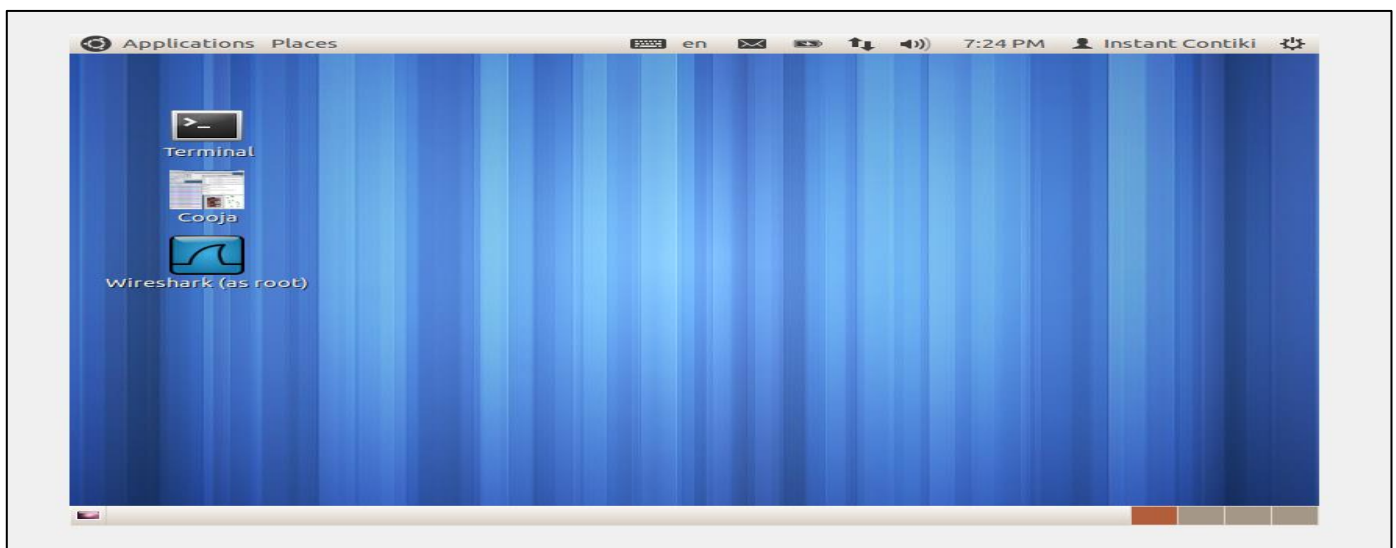 Applications Places en 7:24 PM Instant Contiki
>_
Terminal
Cooja
Wireshark (as root)